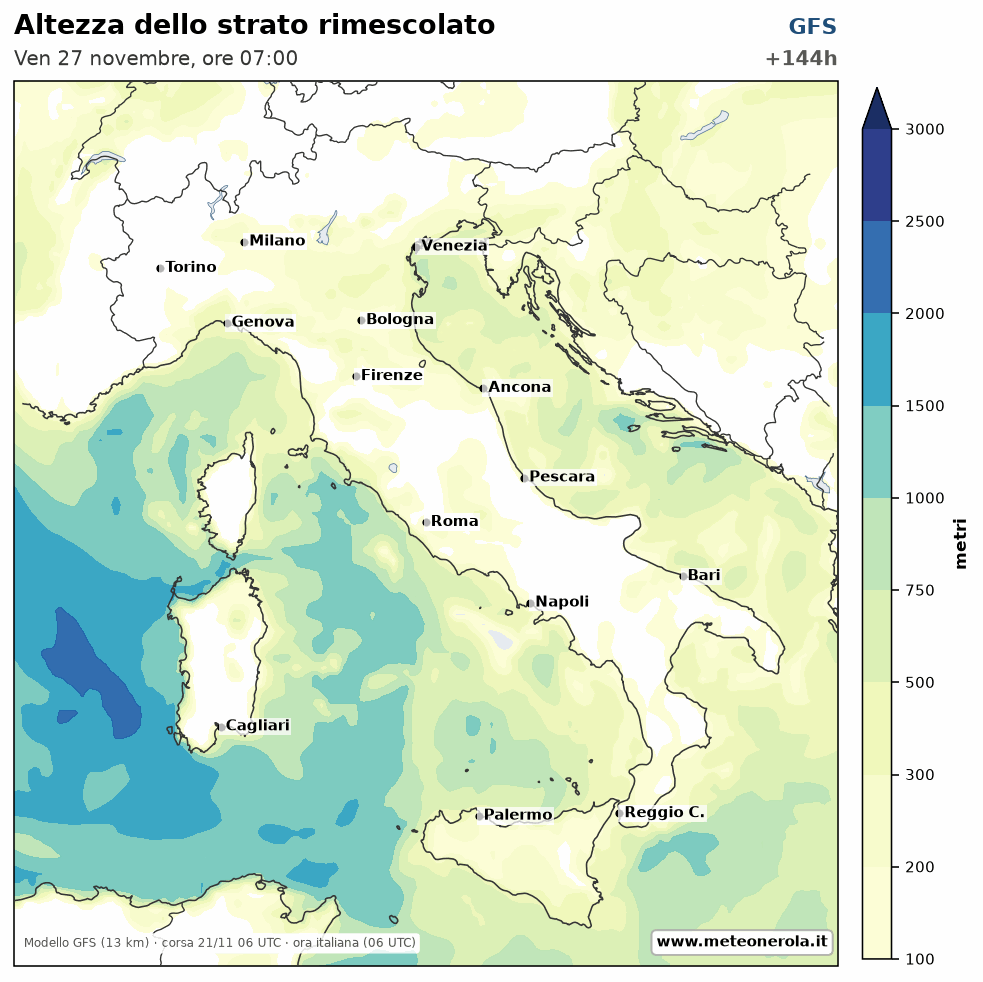 Altezza dello strato rimescolato
GFS
Ven 27 novembre, ore 07:00
+144h
3000
2500
2000
1500
1000
750
500
300
200
100
metri
Milano
Venezia
Torino
Genova
Bologna
Firenze
Ancona
Pescara
Roma
Bari
Napoli
Cagliari
Palermo
Reggio C.
Modello GFS (13 km) · corsa 21/11 06 UTC · ora italiana (06 UTC)
www.meteonerola.it